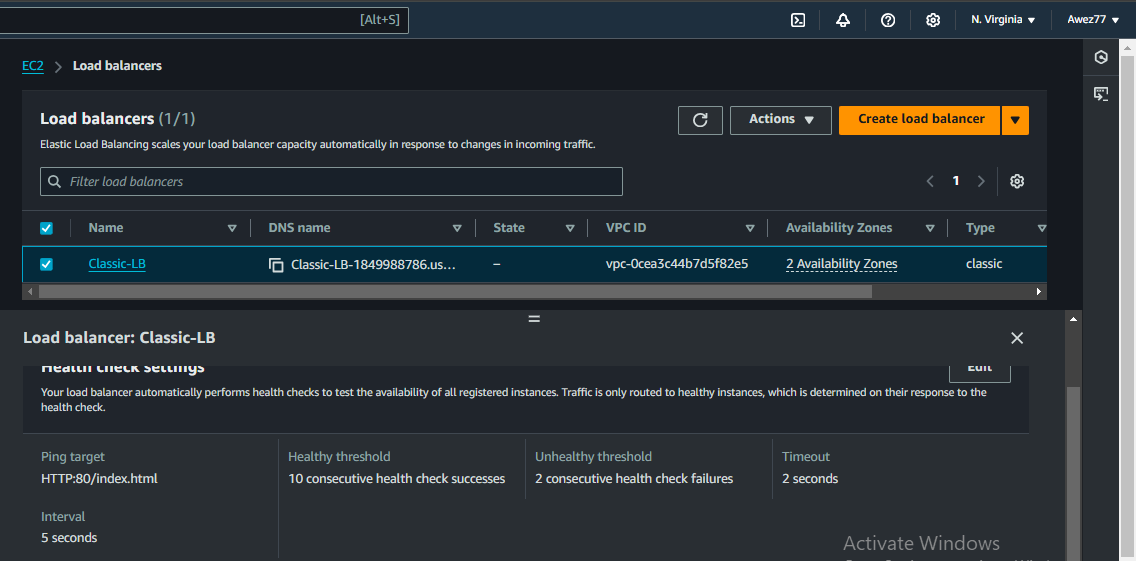 [Alt+S]
N. Virginia
Awez77
EC2
Load balancers
Load balancers (1/1)
Actions
Create load balancer
Elastic Load Balancing scales your load balancer capacity automatically in response to changes in incoming traffic.
Filter load balancers
1
Name
DNS name
State
VPC ID
Availability Zones
Type
Classic-LB
Classic-LB-1849988786.us...
–
vpc-0cea3c44b7d5f82e5
2 Availability Zones
classic
Load balancer: Classic-LB
Health check settings
Edit
Your load balancer automatically performs health checks to test the availability of all registered instances. Traffic is only routed to healthy instances, which is determined on their response to the
health check.
Ping target
HTTP:80/index.html
Healthy threshold
10 consecutive health check successes
Unhealthy threshold
2 consecutive health check failures
Timeout
2 seconds
Interval
5 seconds
Activate Windows